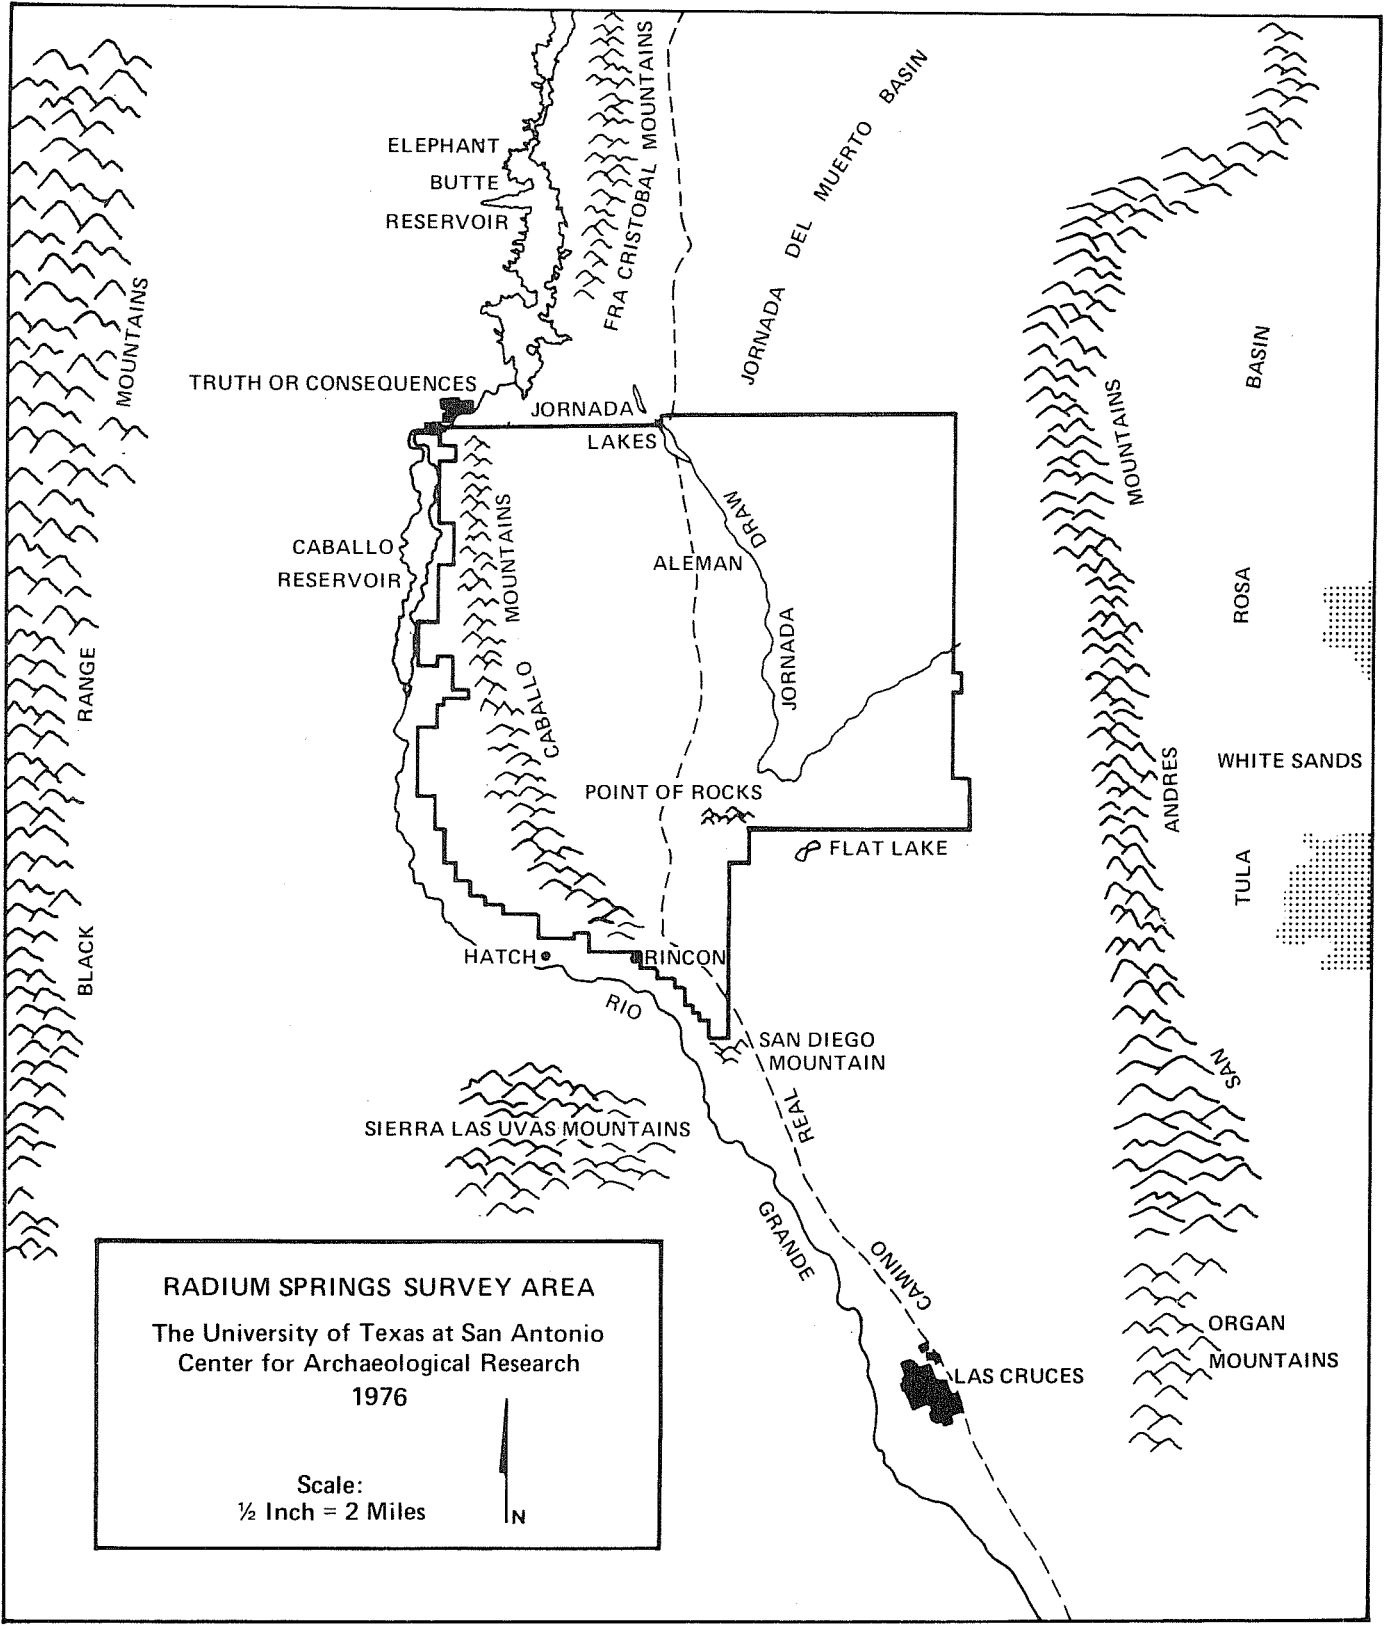 ELEPHANT
BUTTE
RESERVOIR
FRA CRISTOBAL MOUNTAINS
JORNADA DEL MUERTO BASIN
BLACK RANGE MOUNTAINS
TRUTH OR CONSEQUENCES
JORNADA
LAKES
CABALLO
RESERVOIR
CABALLO MOUNTAINS
ALEMAN
JORNADA DRAW
SAN ANDRES MOUNTAINS
TULA ROSA BASIN
WHITE SANDS
POINT OF ROCKS
FLAT LAKE
HATCH
RINCON
RIO GRANDE
SAN DIEGO
MOUNTAIN
CAMINO REAL
SIERRA LAS UVAS MOUNTAINS
ORGAN
MOUNTAINS
LAS CRUCES
RADIUM SPRINGS SURVEY AREA
The University of Texas at San Antonio
Center for Archaeological Research
1976
Scale:
½ Inch = 2 Miles
N